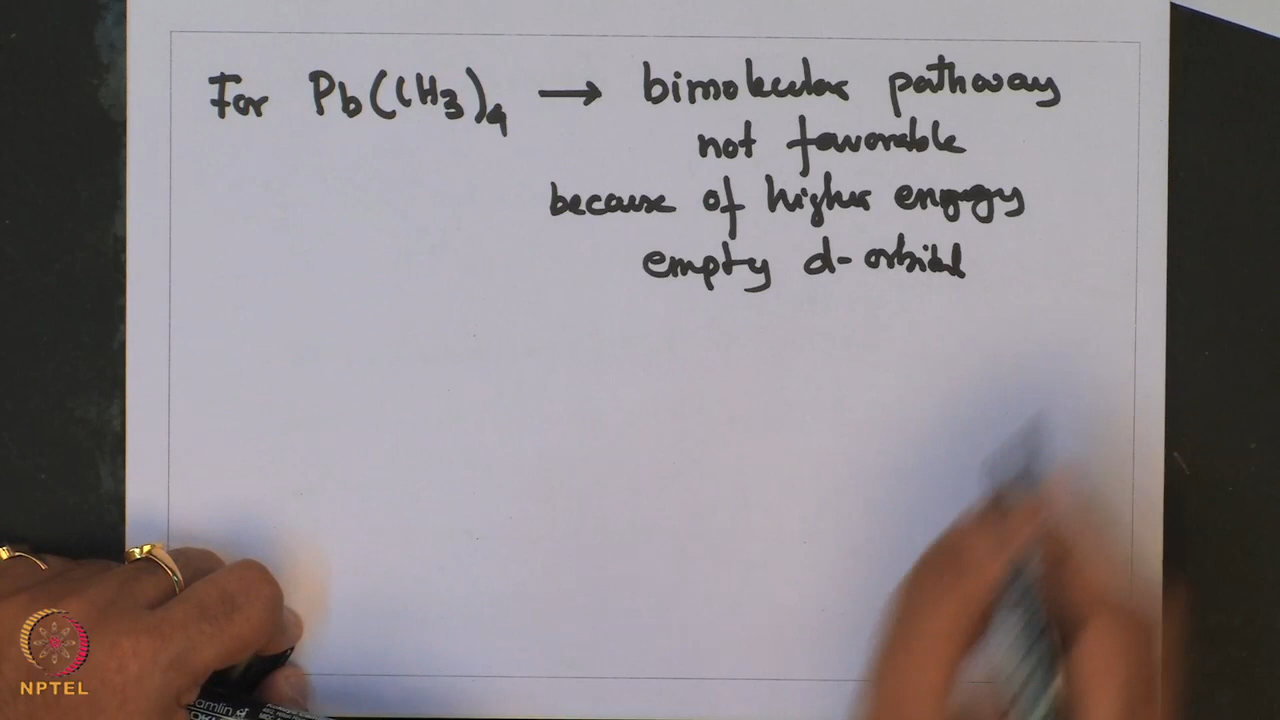 For Pb(CH3)4 → bimolecular pathway
not favorable
because of higher energy
empty d-orbital
NPTEL